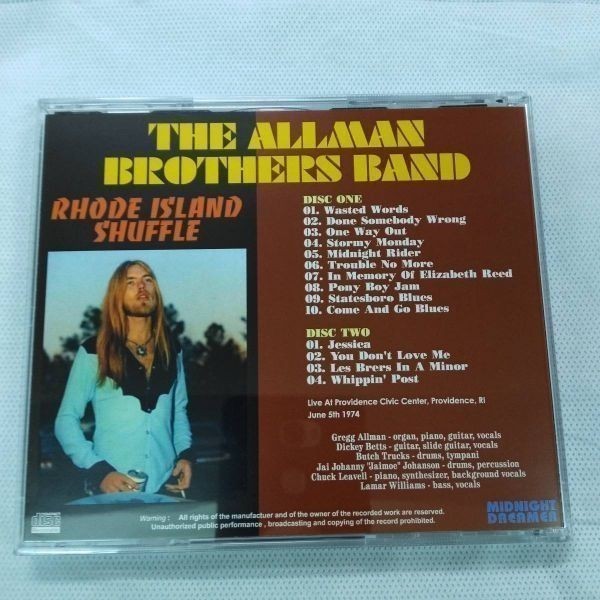 THE ALLMAN
BROTHERS BAND
RHODE ISLAND
SHUFFLE
DISC ONE
01. Wasted Words
02. Done Somebody Wrong
03. One Way Out
04. Stormy Monday
05. Midnight Rider
06. Trouble No More
07. In Memory Of Elizabeth Reed
08. Pony Boy Jam
09. Statesboro Blues
10. Come And Go Blues
DISC TWO
01. Jessica
02. You Don't Love Me
03. Les Brers In A Minor
04. Whippin' Post
Live At Providence Civic Center, Providence, RI
June 5th 1974
Gregg Allman - organ, piano, guitar, vocals
Dickey Betts - guitar, slide guitar, vocals
Butch Trucks - drums, tympani
Jai Johanny "Jaimoe" Johanson - drums, percussion
Chuck Leavell - piano, synthesizer, background vocals
Lamar Williams - bass, vocals
disc
Warning : All rights of the manufactuer and of the owner of the recorded work are reserved.
Unauthorized public performance , broadcasting and copying of the record prohibited.
MIDNIGHT
DREAMER